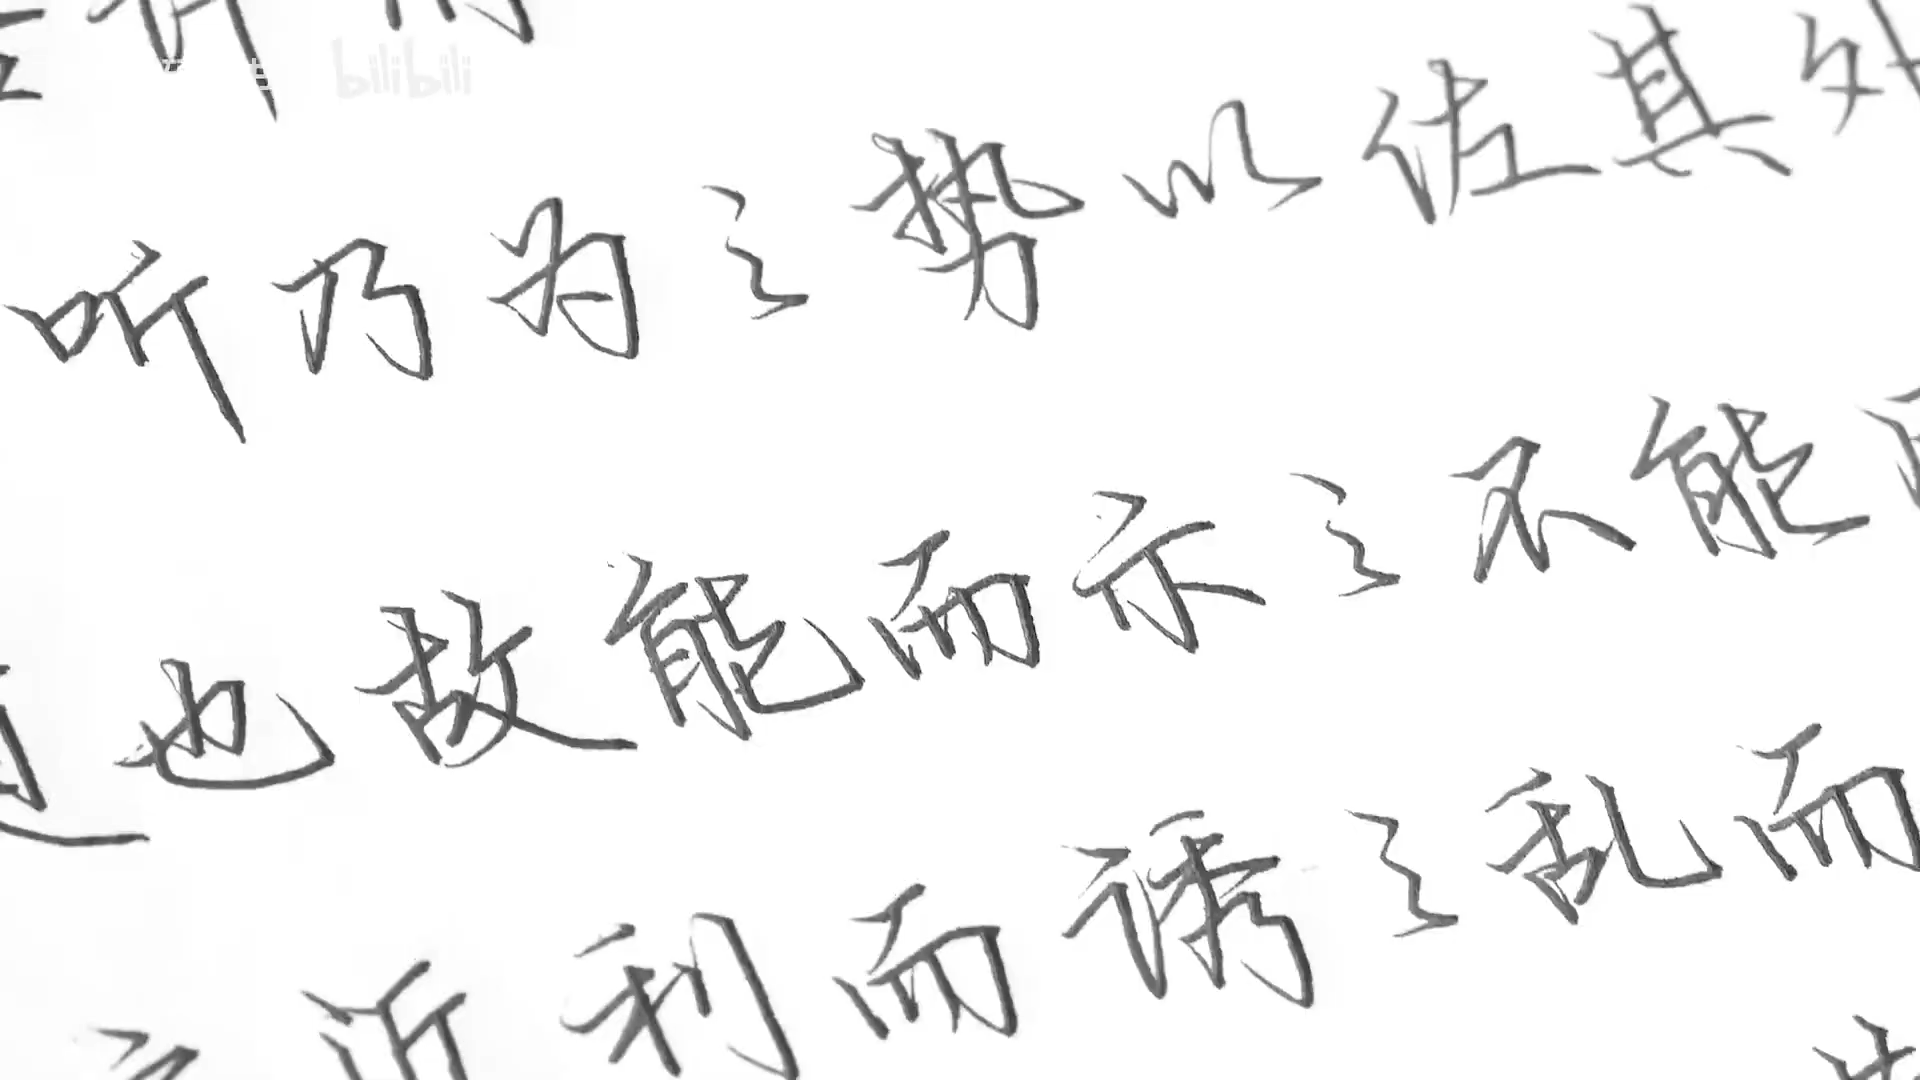 bilibili
听乃为之势以佐其外
也故能而示之不能
近利而诱之乱而